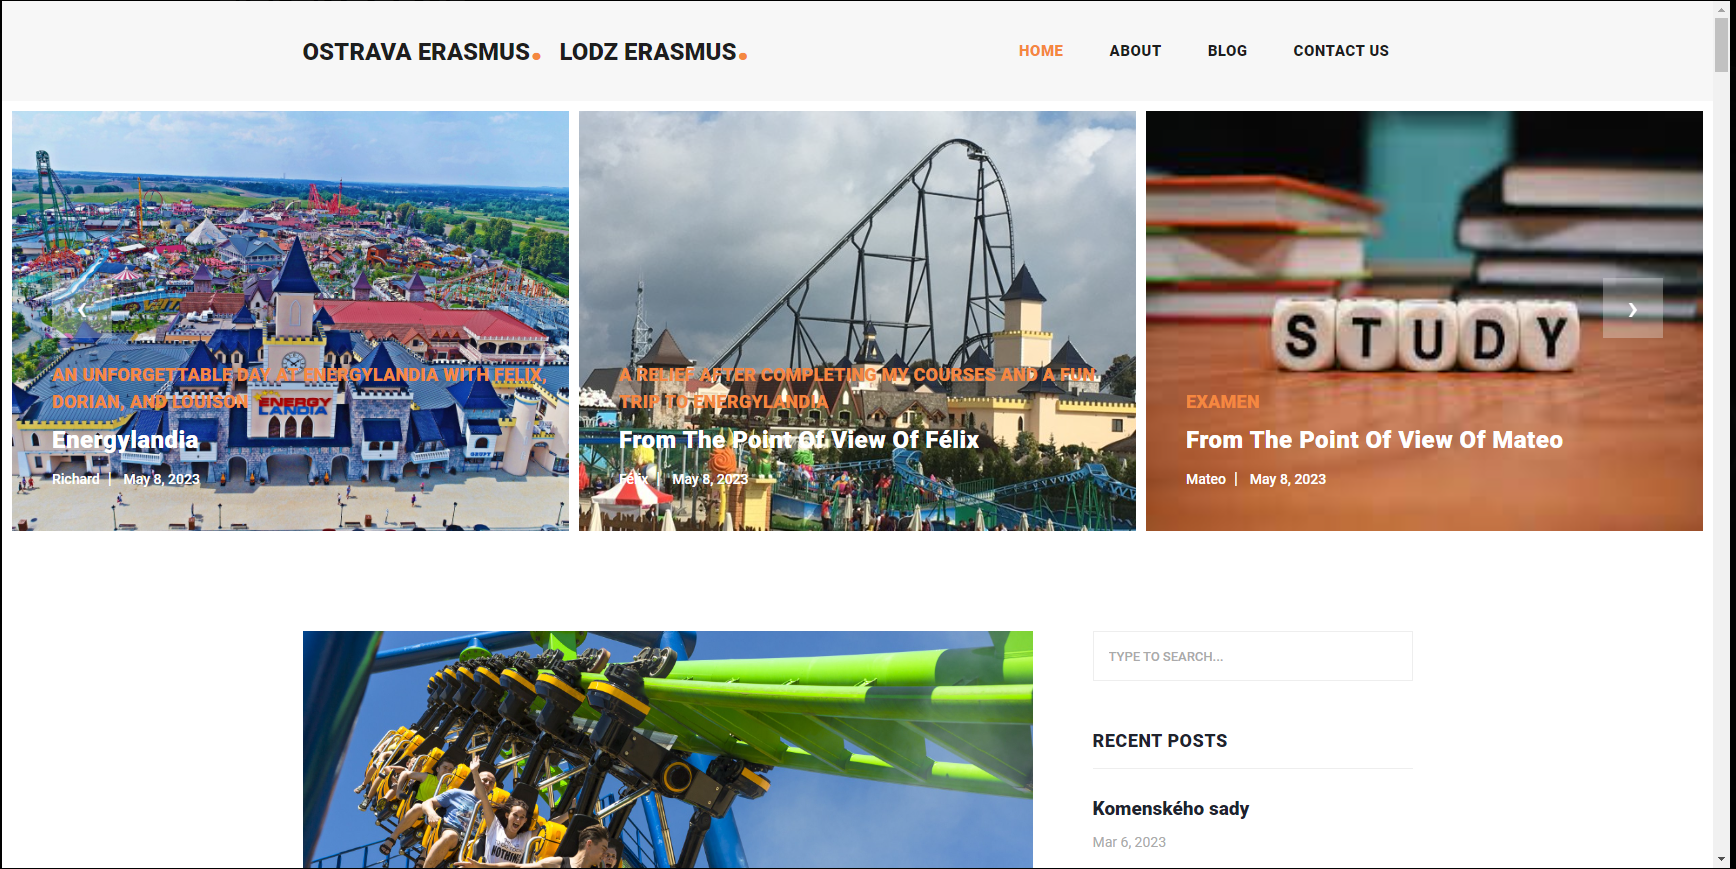 OSTRAVA ERASMUS. LODZ ERASMUS.
HOME ABOUT BLOG CONTACT US
AN UNFORGETTABLE DAY AT ENERGYLANDIA WITH FELIX,
DORIAN, AND LOUISON
ENERGY
LANDIA
Energylandia
Richard | May 8, 2023
A RELIEF AFTER COMPLETING MY COURSES AND A FUN
TRIP TO ENERGYLANDIA
From The Point Of View Of Félix
Félix | May 8, 2023
STUDY
EXAMEN
From The Point Of View Of Mateo
Mateo | May 8, 2023
NOTHIN
TYPE TO SEARCH...
RECENT POSTS
Komenského sady
Mar 6, 2023